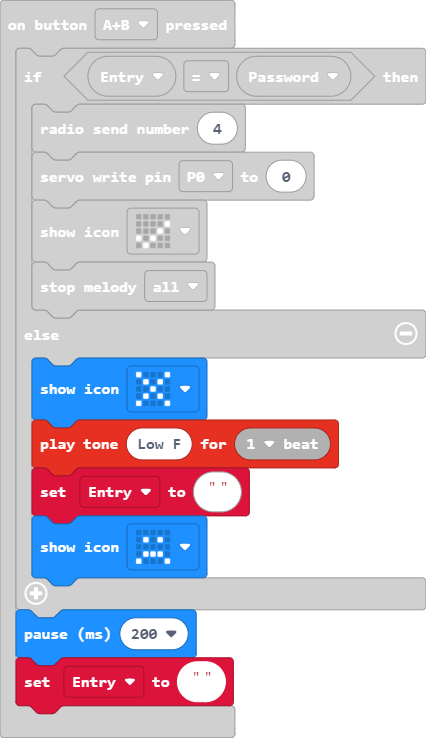 on button A+B pressed
if Entry = Password then
radio send number 4
servo write pin P0 to 0
show icon
stop melody all
else
show icon
play tone Low F for 1 beat
set Entry to " "
show icon
pause (ms) 200
set Entry to " "